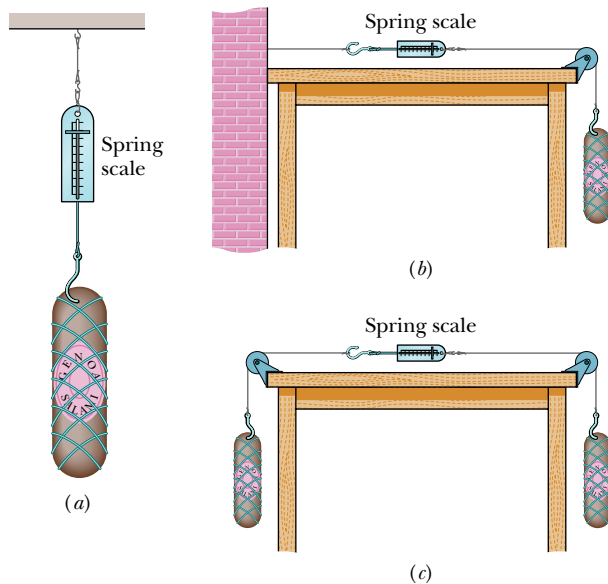 Spring
scale
GENOA
SALAMI
(a)
Spring scale
(b)
Spring scale
(c)